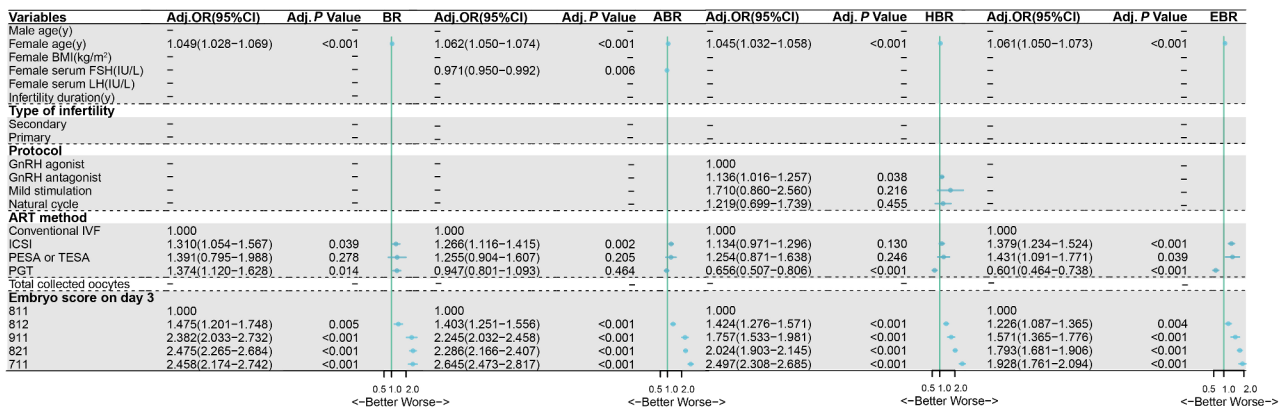 Variables Adj.OR(95%CI) Adj. P Value BR Adj.OR(95%CI) Adj. P Value ABR Adj.OR(95%CI) Adj. P Value HBR Adj.OR(95%CI) Adj. P Value EBR
Male age(y) – – – – – – – –
Female age(y) 1.049(1.028−1.069) <0.001 1.062(1.050−1.074) <0.001 1.045(1.032−1.058) <0.001 1.061(1.050−1.073) <0.001
Female BMI(kg/m²) – – – – – – – –
Female serum FSH(IU/L) – – 0.971(0.950−0.992) 0.006 – – – –
Female serum LH(IU/L) – – – – – – – –
Infertility duration(y) – – – – – – – –
Type of infertility
Secondary – – – – – – – –
Primary – – – – – – – –
Protocol
GnRH agonist – – – – 1.000 – –
GnRH antagonist – – – – 1.136(1.016−1.257) 0.038 – –
Mild stimulation – – – – 1.710(0.860−2.560) 0.216 – –
Natural cycle – – – – 1.219(0.699−1.739) 0.455 – –
ART method
Conventional IVF 1.000 1.000 1.000 1.000
ICSI 1.310(1.054−1.567) 0.039 1.266(1.116−1.415) 0.002 1.134(0.971−1.296) 0.130 1.379(1.234−1.524) <0.001
PESA or TESA 1.391(0.795−1.988) 0.278 1.255(0.904−1.607) 0.205 1.254(0.871−1.638) 0.246 1.431(1.091−1.771) 0.039
PGT 1.374(1.120−1.628) 0.014 0.947(0.801−1.093) 0.464 0.656(0.507−0.806) <0.001 0.601(0.464−0.738) <0.001
Total collected oocytes – – – – – – – –
Embryo score on day 3
811 1.000 1.000 1.000 1.000
812 1.475(1.201−1.748) 0.005 1.403(1.251−1.556) <0.001 1.424(1.276−1.571) <0.001 1.226(1.087−1.365) 0.004
911 2.382(2.033−2.732) <0.001 2.245(2.032−2.458) <0.001 1.757(1.533−1.981) <0.001 1.571(1.365−1.776) <0.001
821 2.475(2.265−2.684) <0.001 2.286(2.166−2.407) <0.001 2.024(1.903−2.145) <0.001 1.793(1.681−1.906) <0.001
711 2.458(2.174−2.742) <0.001 2.645(2.473−2.817) <0.001 2.497(2.308−2.685) <0.001 1.928(1.761−2.094) <0.001
0.5 1.0 2.0 0.5 1.0 2.0 0.5 1.0 2.0 0.5 1.0 2.0
<−Better Worse−> <−Better Worse−> <−Better Worse−> <−Better Worse−>